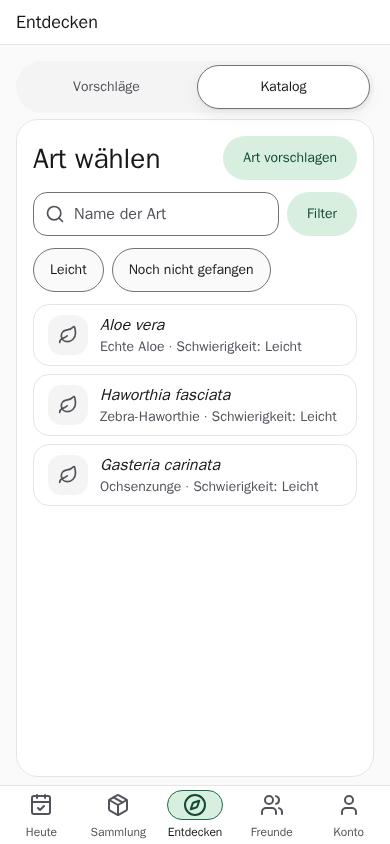 Entdecken
Vorschläge
Katalog
Art wählen
Art vorschlagen
Name der Art
Filter
Leicht
Noch nicht gefangen
Aloe vera
Echte Aloe · Schwierigkeit: Leicht
Haworthia fasciata
Zebra-Haworthie · Schwierigkeit: Leicht
Gasteria carinata
Ochsenzunge · Schwierigkeit: Leicht
Heute
Sammlung
Entdecken
Freunde
Konto